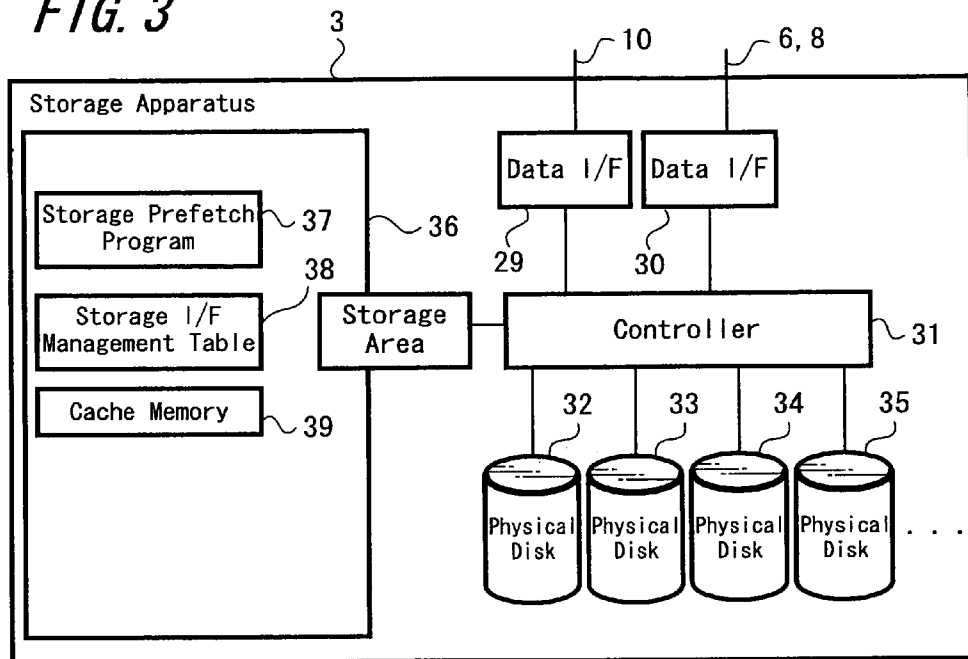 FIG. 3
3
10
6, 8
Storage Apparatus
Data I/F
Data I/F
29
30
Storage Prefetch
Program
37
36
38
Storage I/F
Management Table
Storage
Area
Controller
31
Cache Memory
39
32
33
34
35
Physical
Disk
Physical
Disk
Physical
Disk
Physical
Disk
. . . .